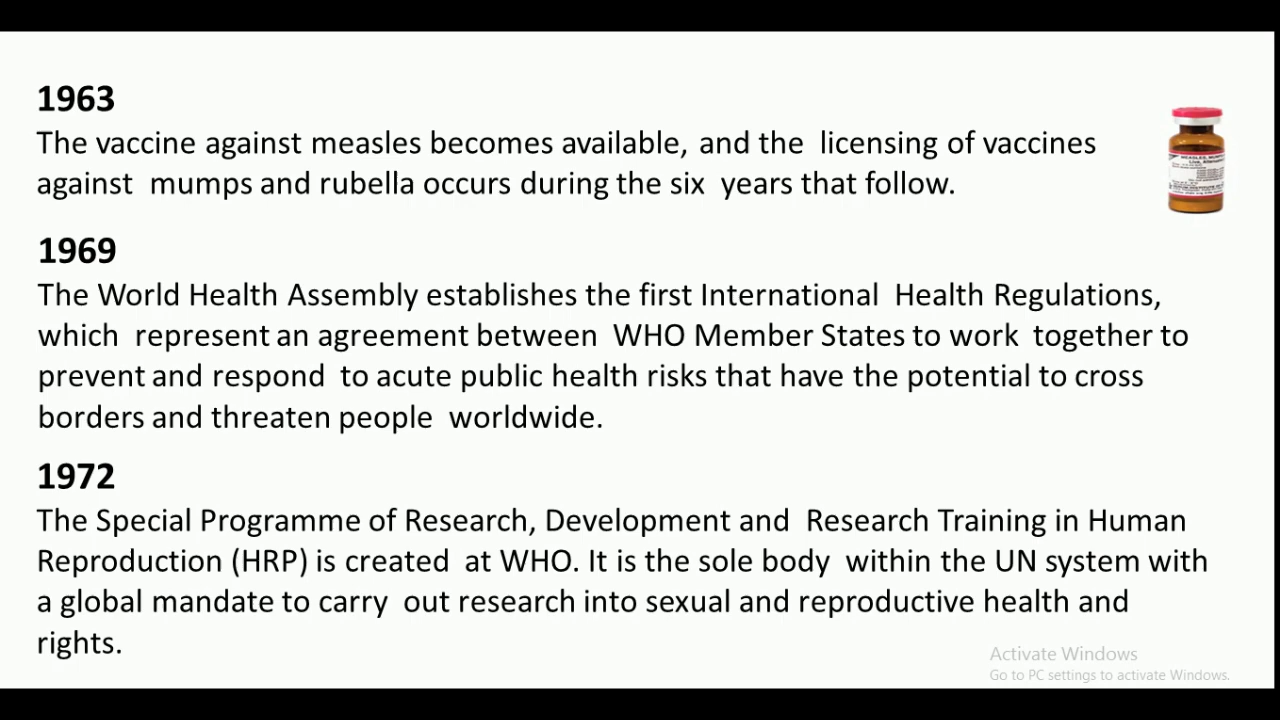 1963
The vaccine against measles becomes available, and the licensing of vaccines
against mumps and rubella occurs during the six years that follow.
MEASLES, MUMPS
Live, Attenuated
1969
The World Health Assembly establishes the first International Health Regulations,
which represent an agreement between WHO Member States to work together to
prevent and respond to acute public health risks that have the potential to cross
borders and threaten people worldwide.
1972
The Special Programme of Research, Development and Research Training in Human
Reproduction (HRP) is created at WHO. It is the sole body within the UN system with
a global mandate to carry out research into sexual and reproductive health and
rights.
Activate Windows
Go to PC settings to activate Windows.